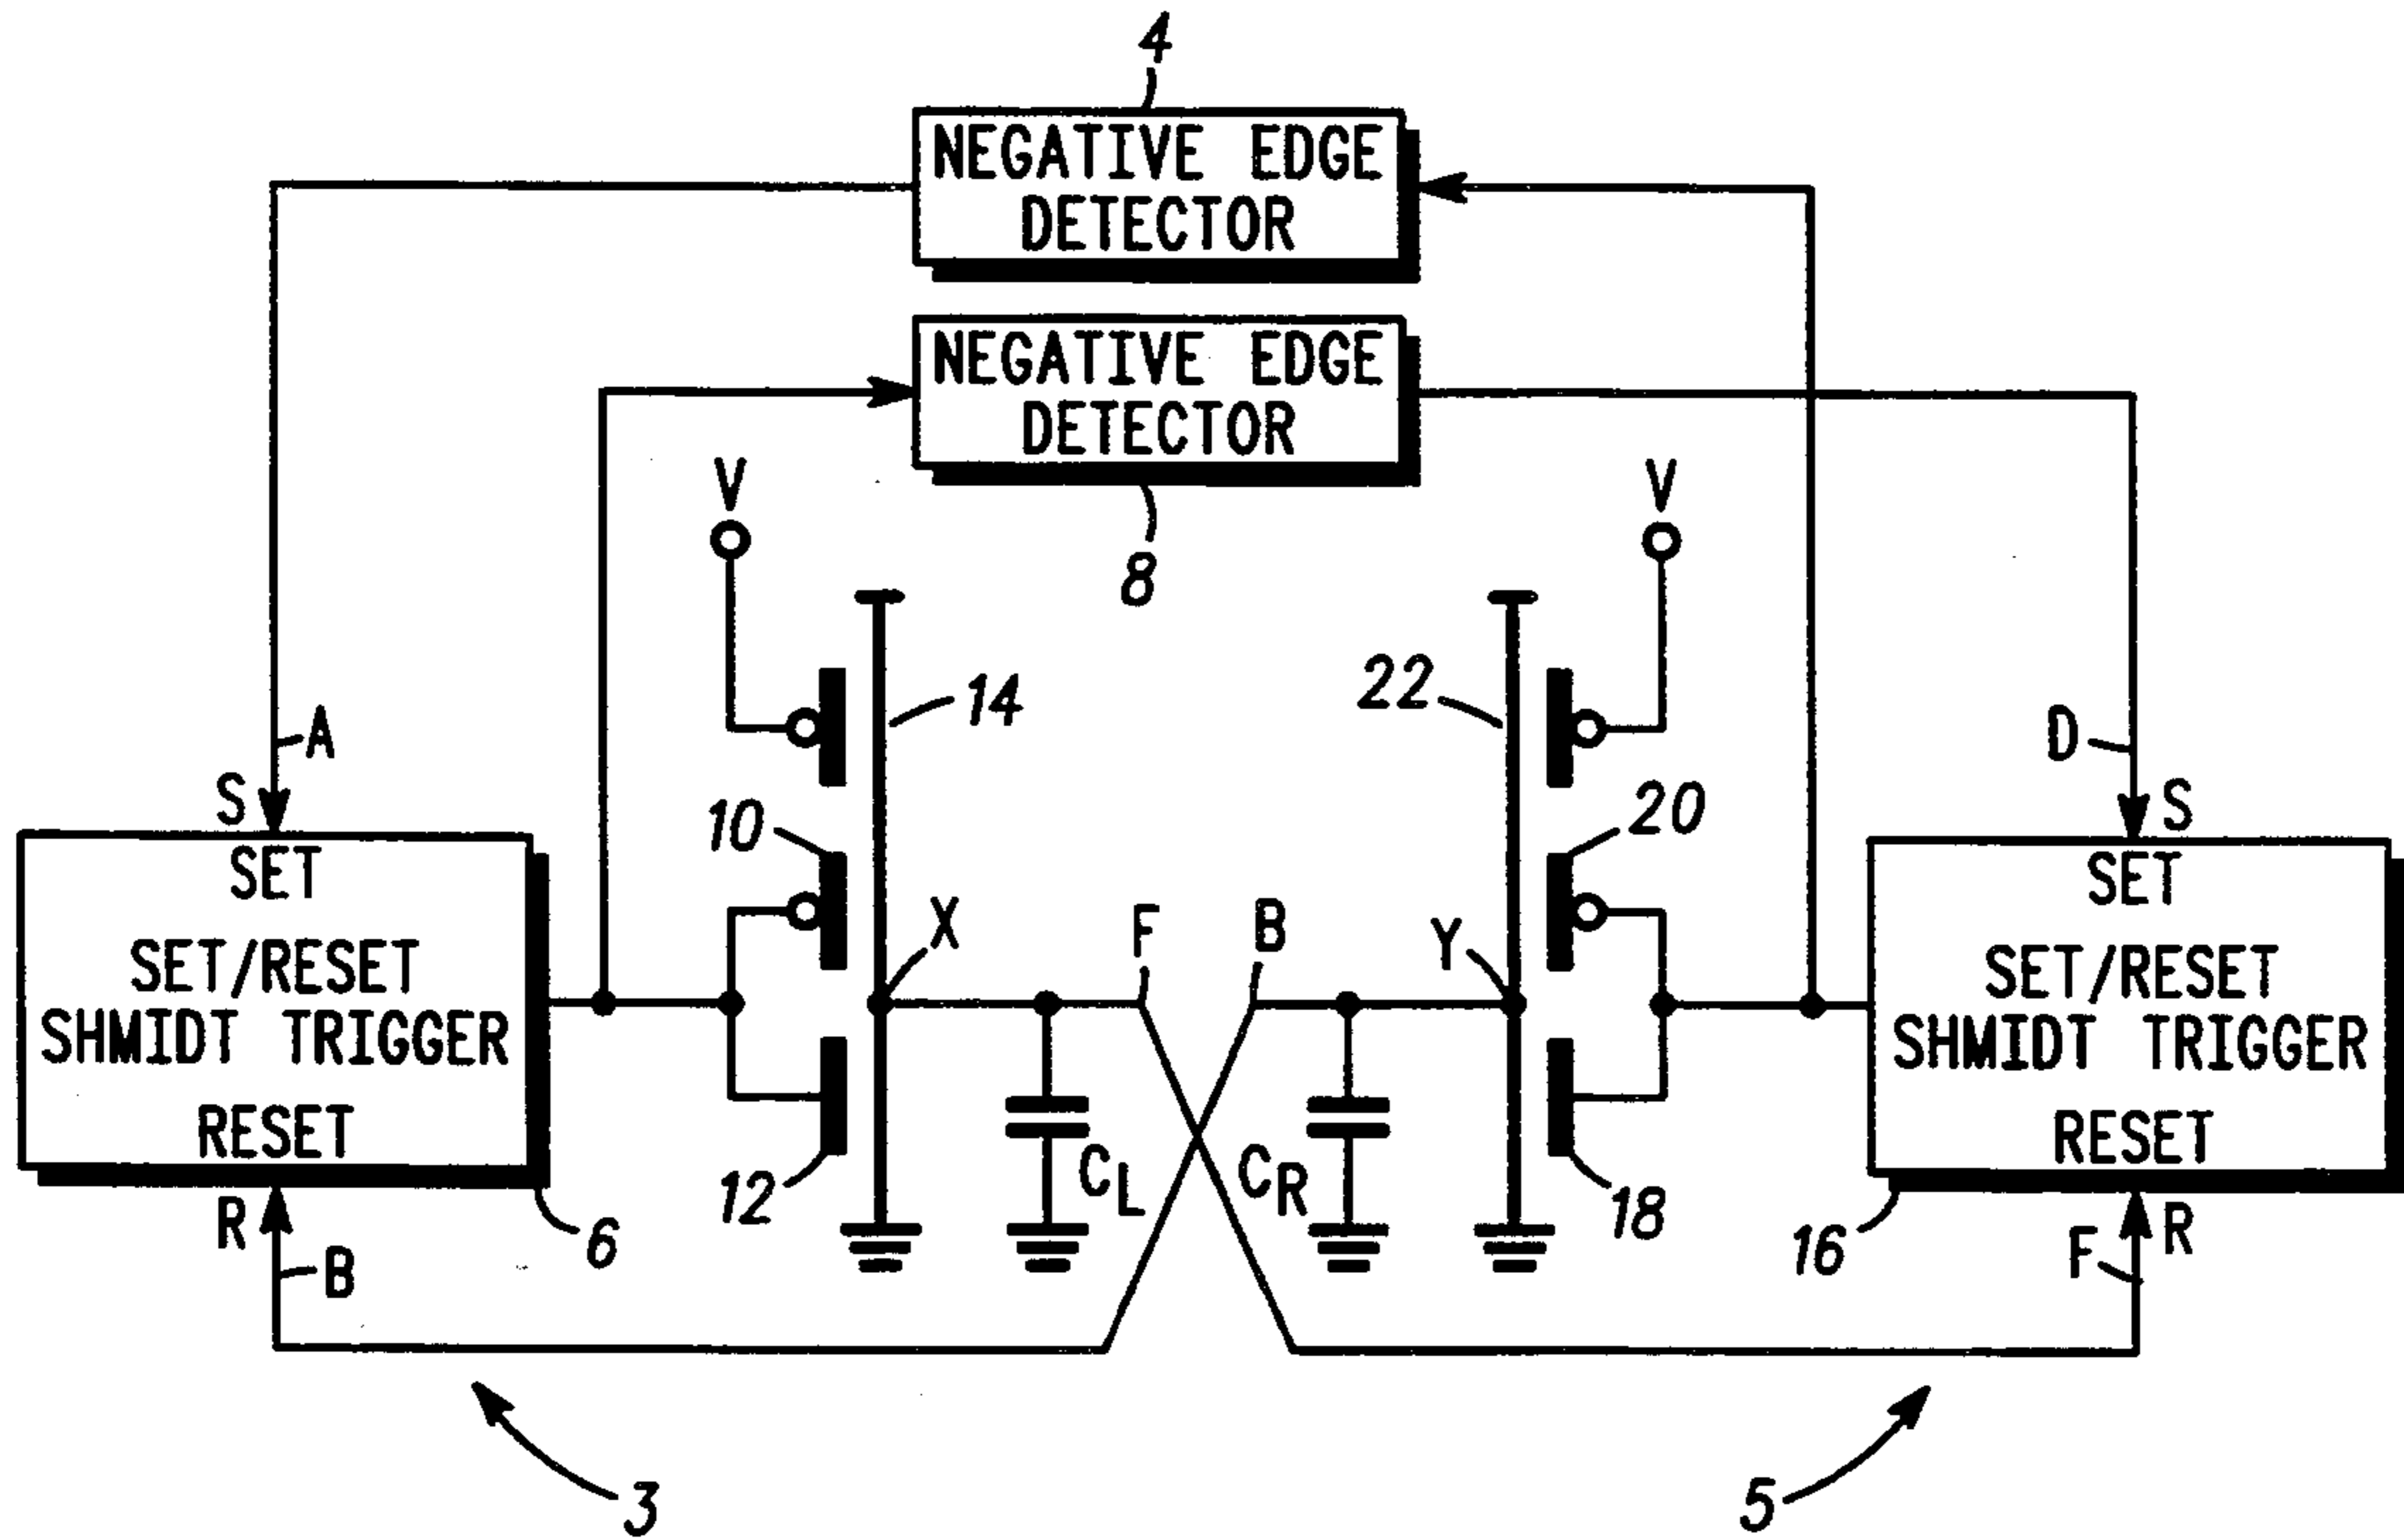 4
NEGATIVE EDGE
DETECTOR
NEGATIVE EDGE
DETECTOR
8
V
V
14
22
A
D
S
S
10
20
SET
SET/RESET
SHMIDT TRIGGER
RESET
X
F
B
Y
SET
SET/RESET
SHMIDT TRIGGER
RESET
12
CL
CR
18
R
6
B
16
F
R
3
5